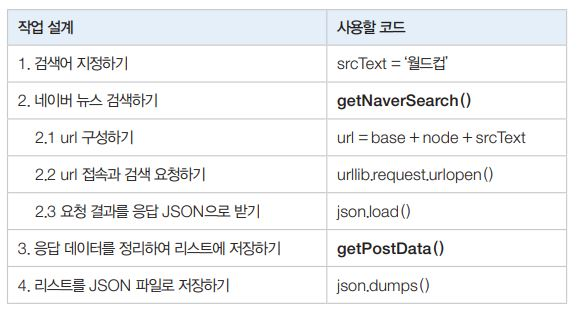 작업 설계 사용할 코드
1. 검색어 지정하기 srcText = ‘월드컵’
2. 네이버 뉴스 검색하기 getNaverSearch()
2.1 url 구성하기 url = base + node + srcText
2.2 url 접속과 검색 요청하기 urllib.request.urlopen()
2.3 요청 결과를 응답 JSON으로 받기 json.load()
3. 응답 데이터를 정리하여 리스트에 저장하기 getPostData()
4. 리스트를 JSON 파일로 저장하기 json.dumps()